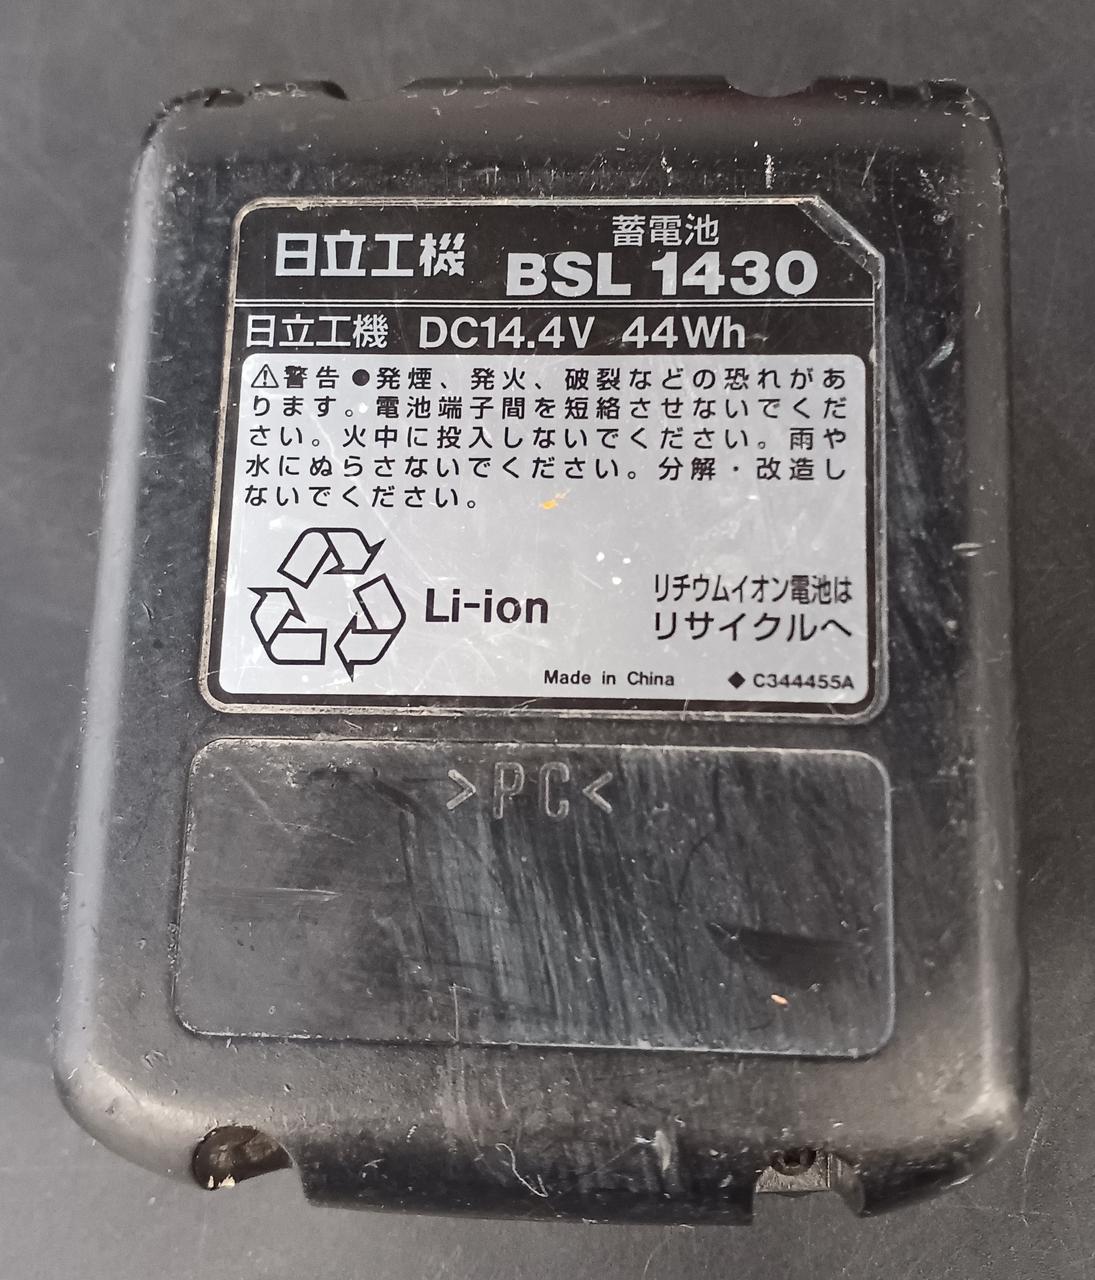 日立工機 蓄電池
BSL 1430
日立工機 DC14.4V 44Wh
⚠警告●発煙、発火、破裂などの恐れがあ
ります。電池端子間を短絡させないでくだ
さい。火中に投入しないでください。雨や
水にぬらさないでください。分解・改造し
ないでください。
Li-ion
リチウムイオン電池は
リサイクルへ
Made in China ◆ C344455A
>PC<